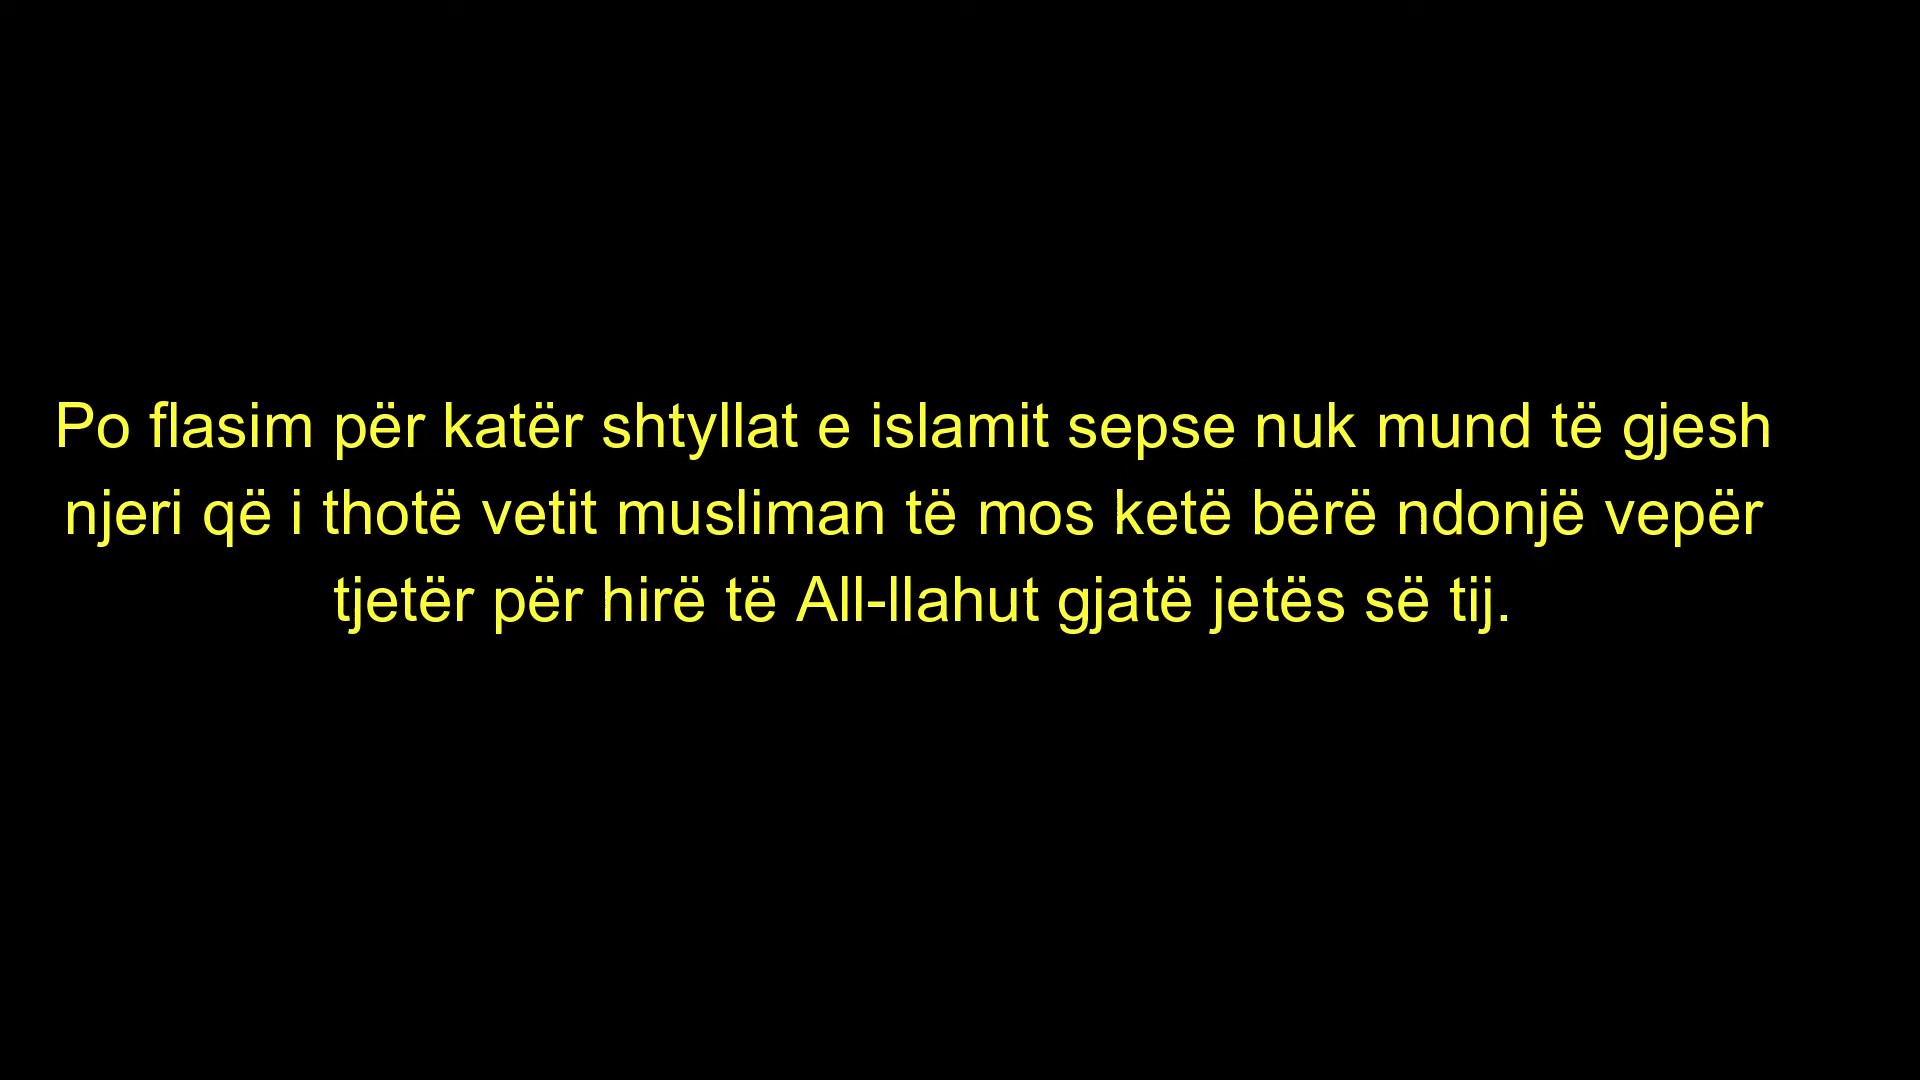 Po flasim për katër shtyllat e islamit sepse nuk mund të gjesh
njeri që i thotë vetit musliman të mos ketë bërë ndonjë vepër
tjetër për hirë të All-llahut gjatë jetës së tij.